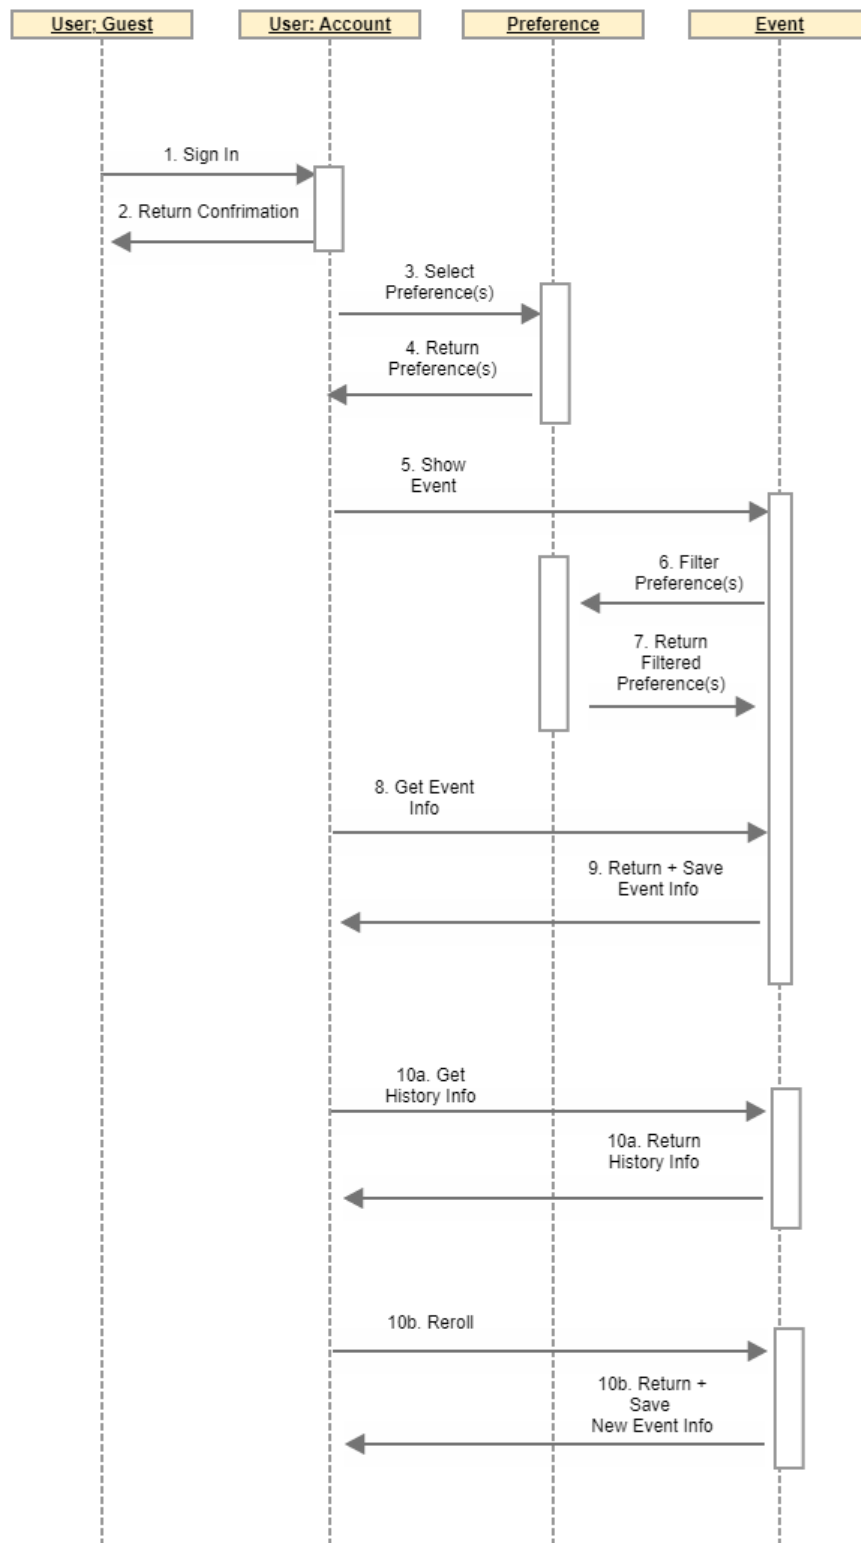 User; Guest
User: Account
Preference
Event
1. Sign In
2. Return Confrimation
3. Select
Preference(s)
4. Return
Preference(s)
5. Show
Event
6. Filter
Preference(s)
7. Return
Filtered
Preference(s)
8. Get Event
Info
9. Return + Save
Event Info
10a. Get
History Info
10a. Return
History Info
10b. Reroll
10b. Return +
Save
New Event Info